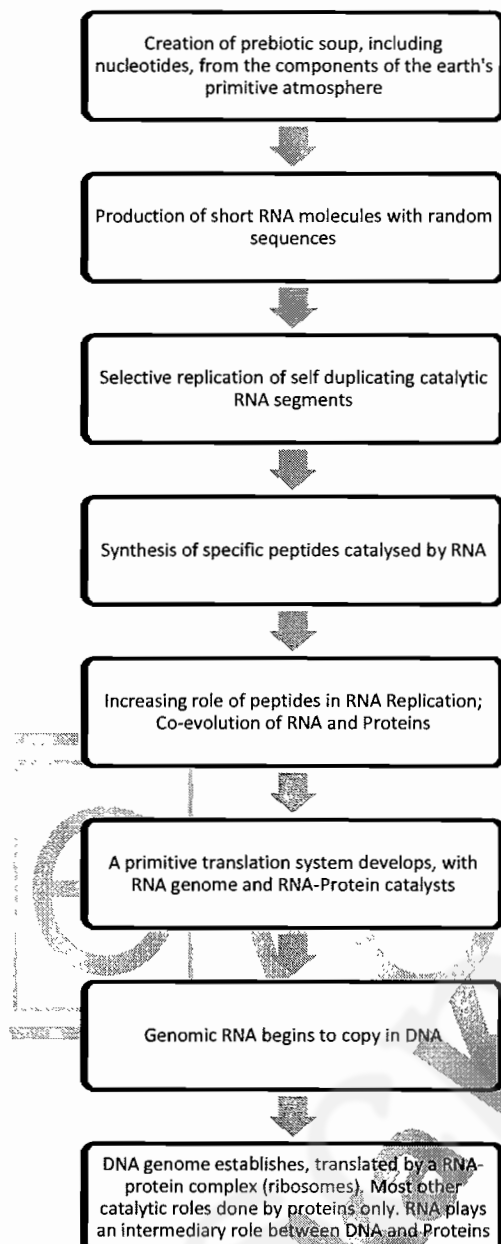 Creation of prebiotic soup, including
nucleotides, from the components of the earth's
primitive atmosphere
Production of short RNA molecules with random
sequences
Selective replication of self duplicating catalytic
RNA segments
Synthesis of specific peptides catalysed by RNA
Increasing role of peptides in RNA Replication;
Co-evolution of RNA and Proteins
A primitive translation system develops, with
RNA genome and RNA-Protein catalysts
Genomic RNA begins to copy in DNA
DNA genome establishes, translated by a RNA-
protein complex (ribosomes). Most other
catalytic roles done by proteins only. RNA plays
an intermediary role between DNA and Proteins